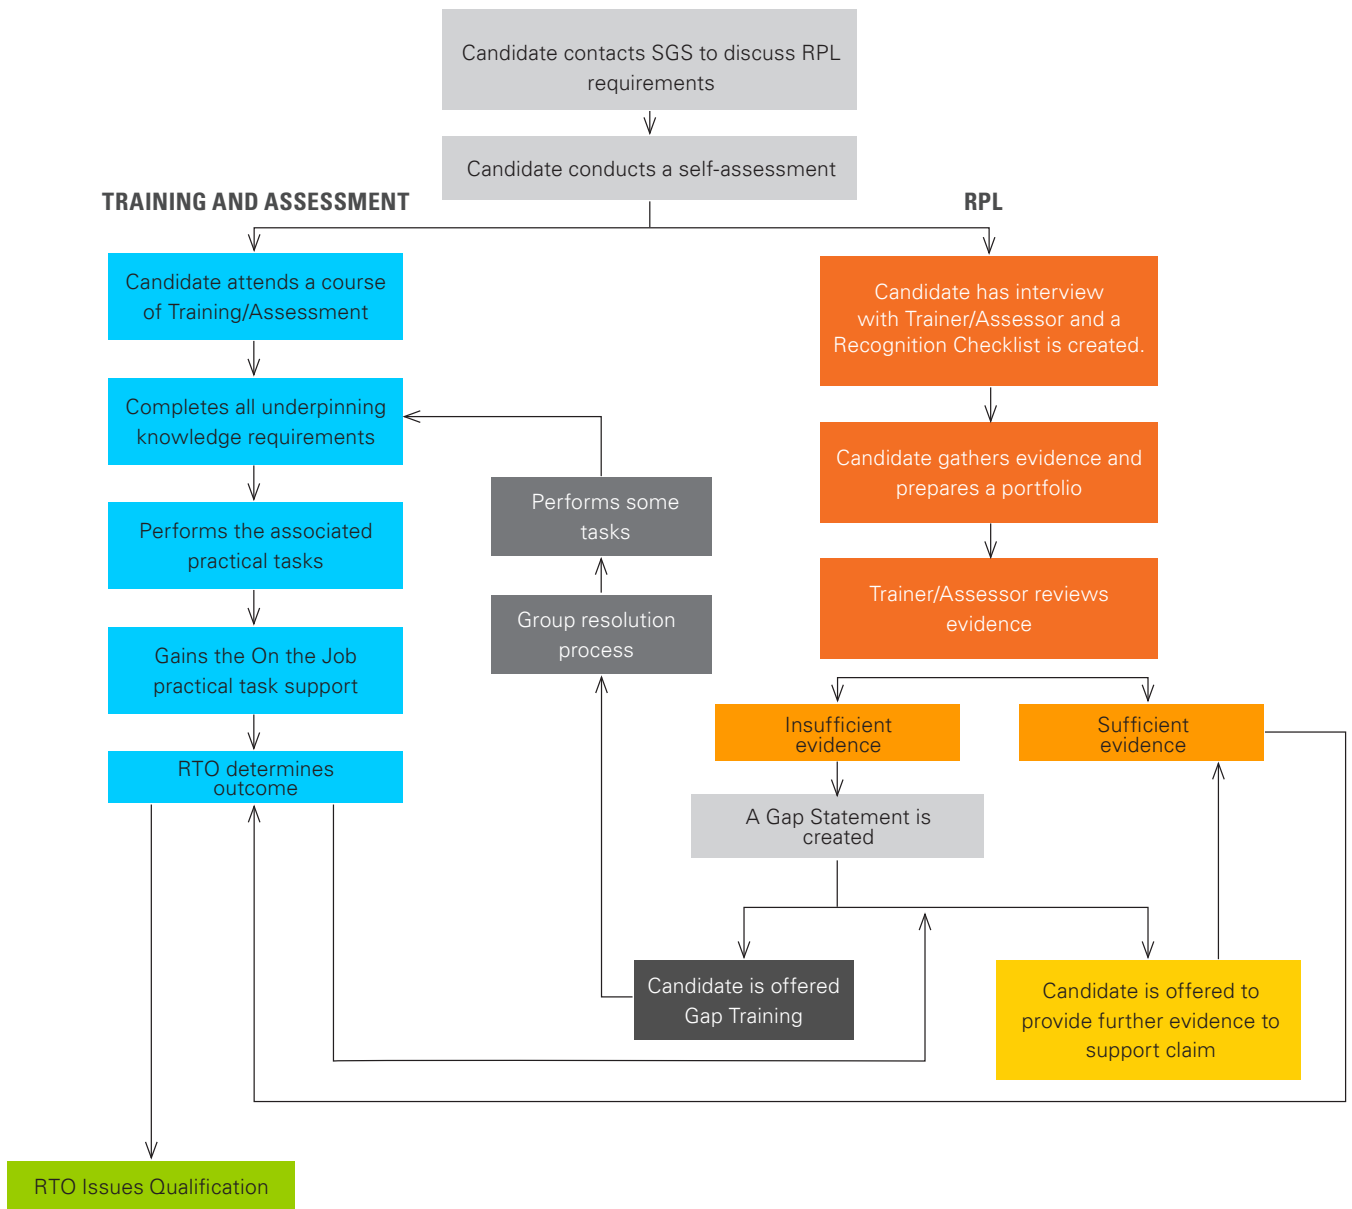 Candidate contacts SGS to discuss RPL
requirements
Candidate conducts a self-assessment
TRAINING AND ASSESSMENT
RPL
Candidate attends a course
of Training/Assessment
Completes all underpinning
knowledge requirements
Performs the associated
practical tasks
Gains the On the Job
practical task support
RTO determines
outcome
Performs some
tasks
Group resolution
process
Candidate has interview
with Trainer/Assessor and a
Recognition Checklist is created.
Candidate gathers evidence and
prepares a portfolio
Trainer/Assessor reviews
evidence
Insufficient
evidence
Sufficient
evidence
A Gap Statement is
created
Candidate is offered
Gap Training
Candidate is offered to
provide further evidence to
support claim
RTO Issues Qualification